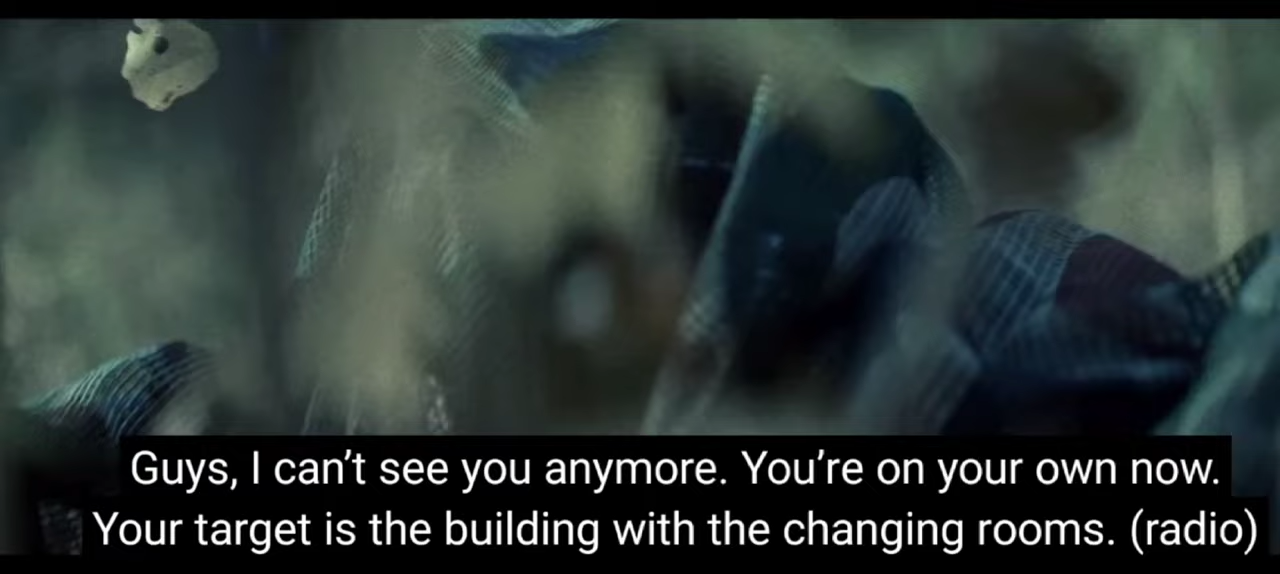 Guys, I can’t see you anymore. You’re on your own now.
Your target is the building with the changing rooms. (radio)